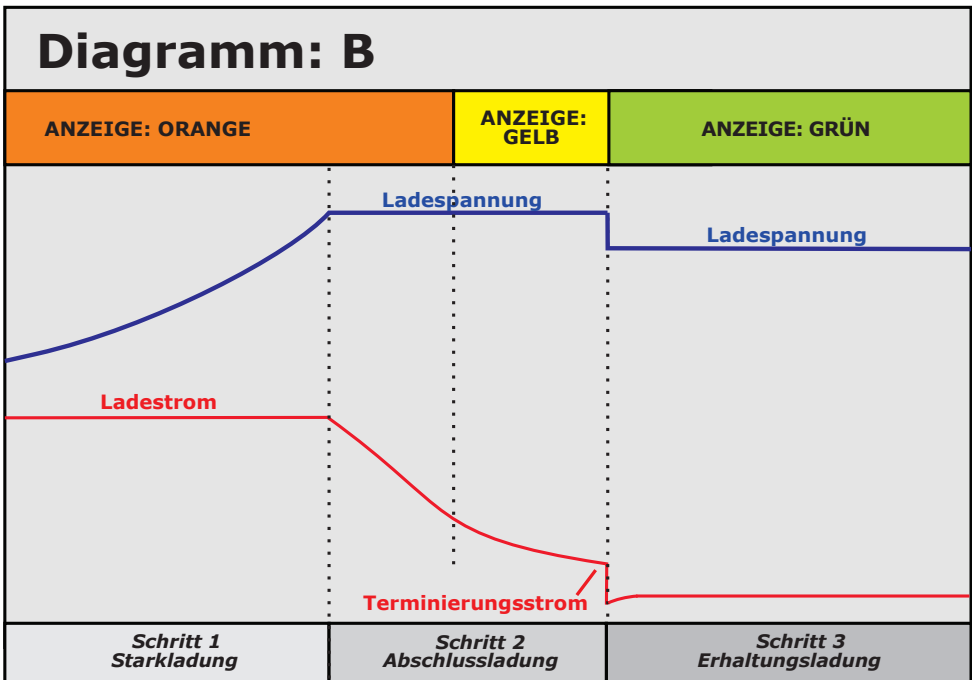 Diagramm: B
ANZEIGE: ORANGE
ANZEIGE:
GELB
ANZEIGE: GRÜN
Ladespannung
Ladespannung
Ladestrom
Terminierungsstrom
Schritt 1
Starkladung
Schritt 2
Abschlussladung
Schritt 3
Erhaltungsladung